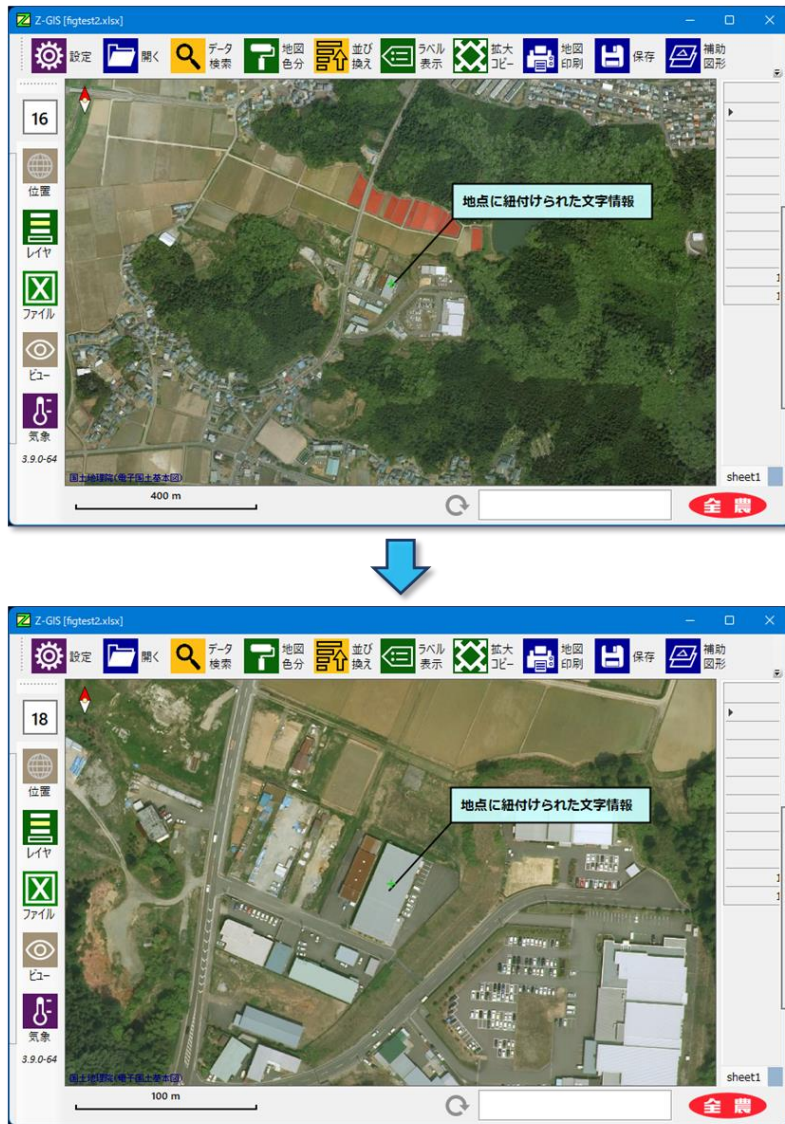 Z-GIS [figtest2.xlsx]
設定 開く データ検索 地図色分 並び換え ラベル表示 拡大コピー 地図印刷 保存 補助図形
16
位置
レイヤ
ファイル
ビュー
気象
3.9.0-64
地点に紐付けられた文字情報
1
1
国土地理院(電子国土基本図)
sheet1
400 m
全農
Z-GIS [figtest2.xlsx]
設定 開く データ検索 地図色分 並び換え ラベル表示 拡大コピー 地図印刷 保存 補助図形
18
位置
レイヤ
ファイル
ビュー
気象
3.9.0-64
地点に紐付けられた文字情報
1
1
国土地理院(電子国土基本図)
sheet1
100 m
全農